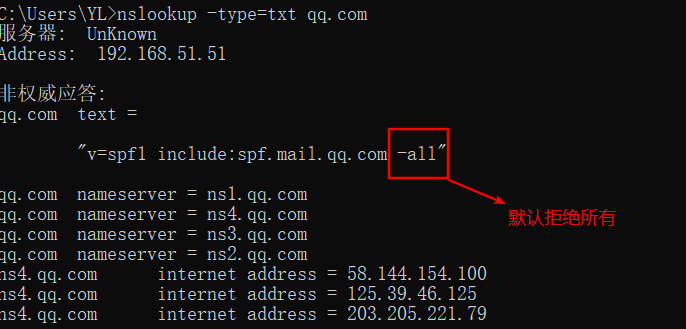 C:\Users\YL>nslookup -type=txt qq.com
服务器:  UnKnown
Address:  192.168.51.51
非权威应答:
qq.com  text =
"v=spf1 include:spf.mail.qq.com -all"
qq.com  nameserver = ns1.qq.com
qq.com  nameserver = ns4.qq.com
qq.com  nameserver = ns3.qq.com
qq.com  nameserver = ns2.qq.com
默认拒绝所有
ns4.qq.com      internet address = 58.144.154.100
ns4.qq.com      internet address = 125.39.46.125
ns4.qq.com      internet address = 203.205.221.79